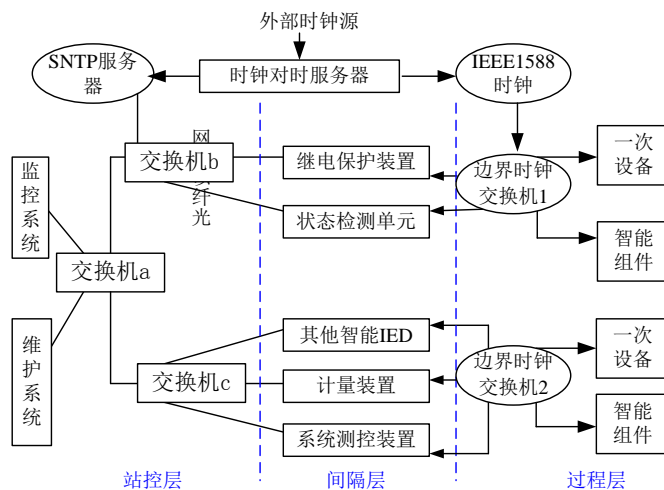 外部时钟源
SNTP服务
器
时钟对时服务器
IEEE1588
时钟
网
纤
光
交换机b
继电保护装置
边界时钟
交换机1
一次
设备
监
控
系
统
状态检测单元
智能
组件
交换机a
维
护
系
统
其他智能IED
一次
设备
交换机c
计量装置
边界时钟
交换机2
系统测控装置
智能
组件
站控层
间隔层
过程层